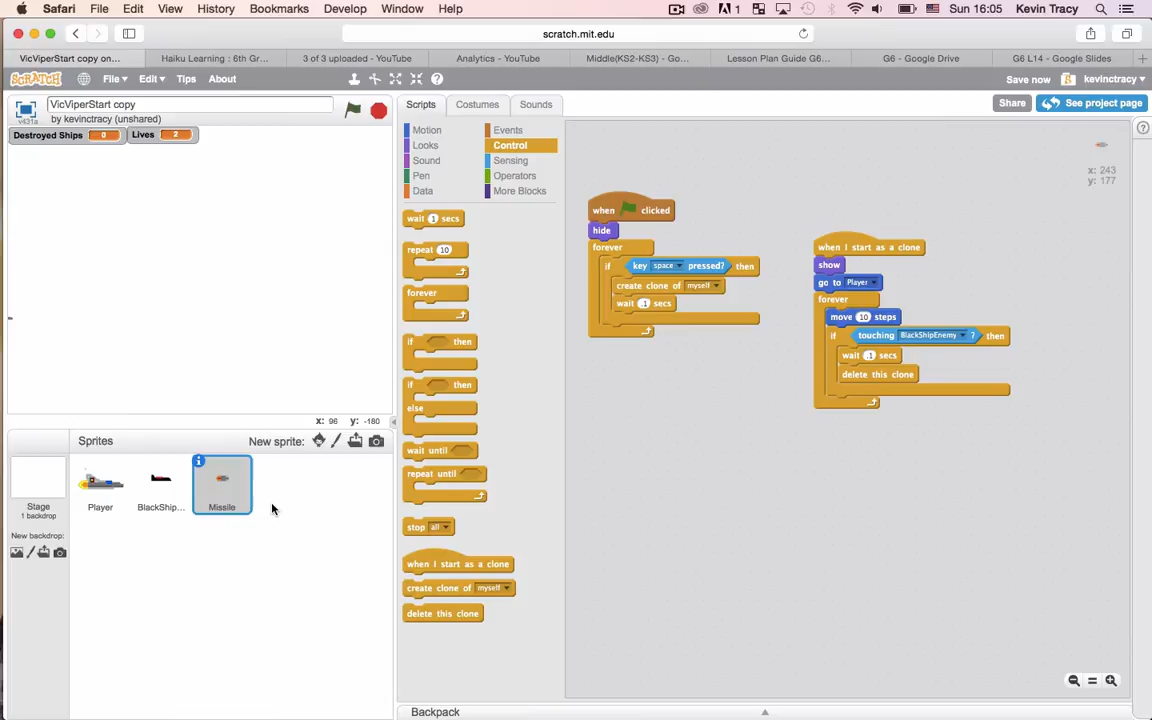 Safari File Edit View History Bookmarks Develop Window Help
1 Sun 16:05 Kevin Tracy
scratch.mit.edu
VicViperStart copy on...
Haiku Learning : 6th Gr...
3 of 3 uploaded - YouTube
Analytics - YouTube
Middle(KS2-KS3) - Go...
Lesson Plan Guide G6...
G6 - Google Drive
G6 L14 - Google Slides
SCRATCH File Edit Tips About
Save now kevinctracy
VicViperStart copy
by kevinctracy (unshared)
v431a
Share See project page
Scripts Costumes Sounds
Destroyed Ships 0 Lives 2
Motion Events
Looks Control
Sound Sensing
Pen Operators
Data More Blocks
wait 1 secs
repeat 10
forever
if then
if then
else
wait until
repeat until
stop all
when I start as a clone
create clone of myself
delete this clone
when clicked
hide
forever
if key space pressed? then
create clone of myself
wait .1 secs
when I start as a clone
show
go to Player
forever
move 10 steps
if touching BlackShipEnemy ? then
wait .1 secs
delete this clone
x: 243
y: 177
x: 96 y: -180
Sprites New sprite:
Stage
1 backdrop
New backdrop:
Player
BlackShip...
Missile
Backpack